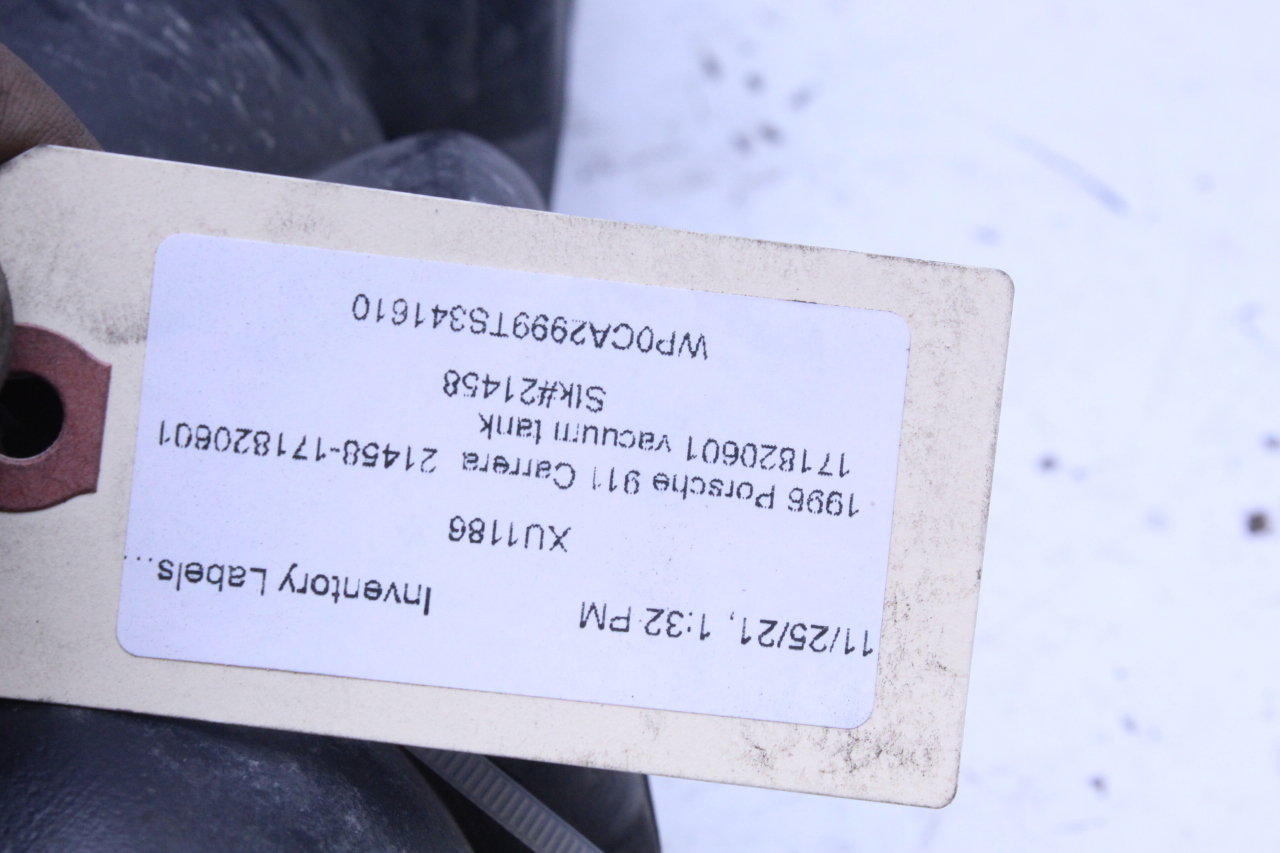 11/25/21, 1:32 PM Inventory Labels...
XU1186
1996 Porsche 911 Carrera 21458-171820601
171820601 vacuum tank
Stk#21458
WP0CA2999TS341610